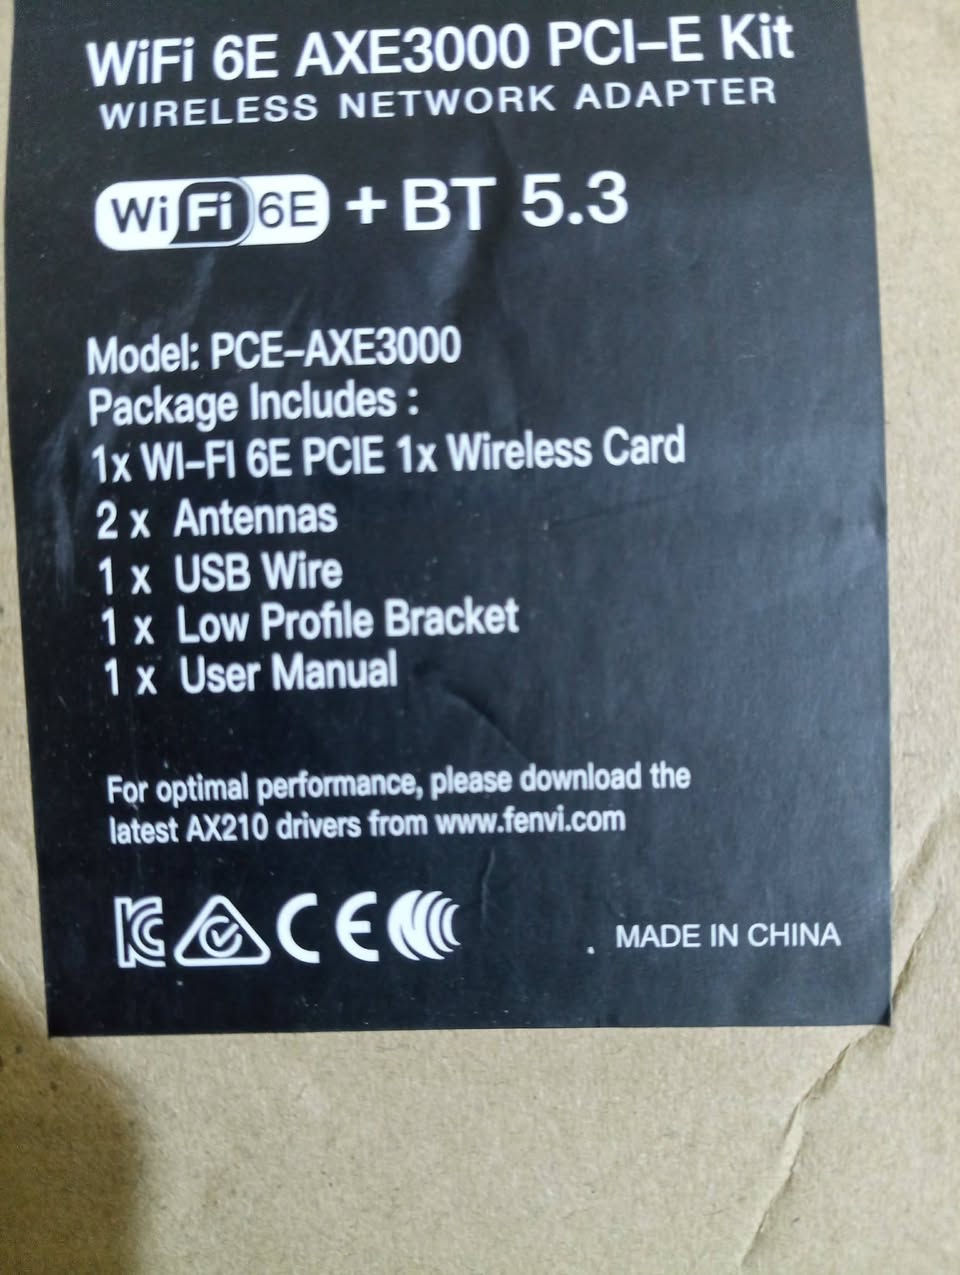 WiFi 6E AXE3000 PCI-E Kit
WIRELESS NETWORK ADAPTER
WiFi 6E + BT 5.3
Model: PCE-AXE3000
Package Includes :
1x WI-FI 6E PCIE 1x Wireless Card
2 x Antennas
1 x USB Wire
1 x Low Profile Bracket
1 x User Manual
For optimal performance, please download the
latest AX210 drivers from www.fenvi.com
CE
MADE IN CHINA